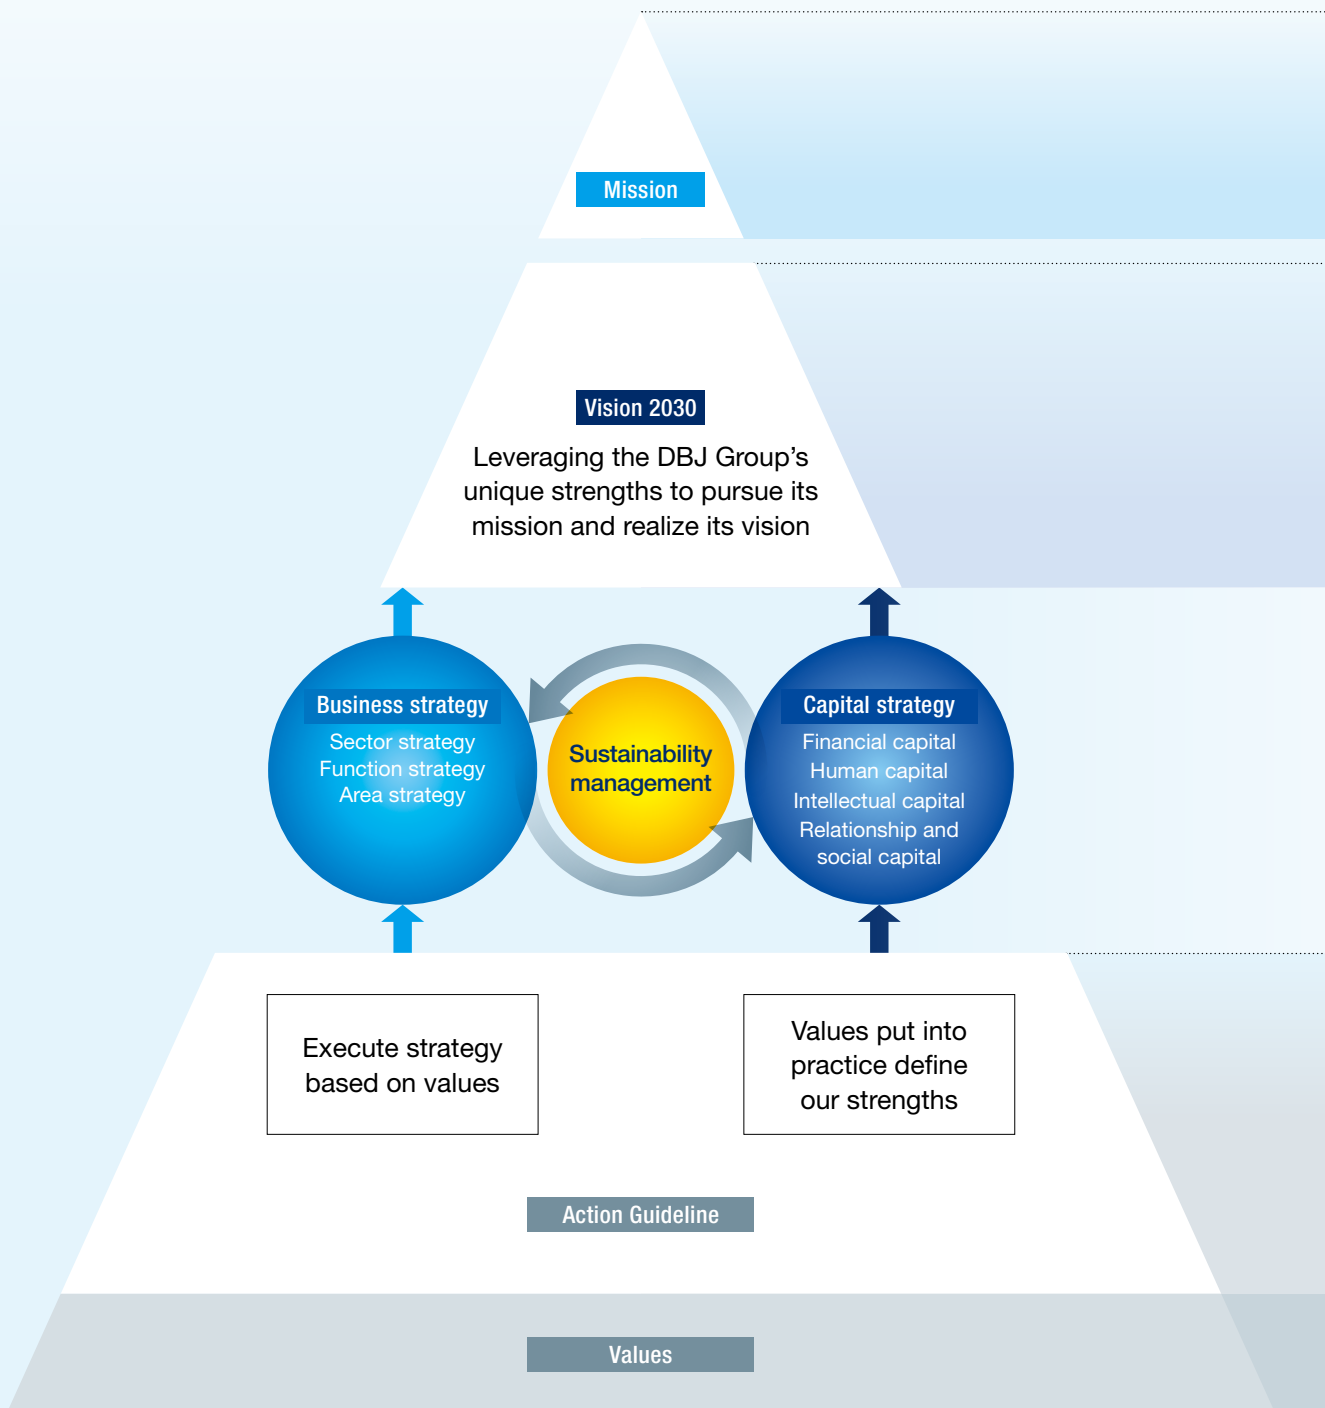 Mission
Vision 2030
Leveraging the DBJ Group’s
unique strengths to pursue its
mission and realize its vision
Business strategy
Sector strategy
Function strategy
Area strategy
Sustainability
management
Capital strategy
Financial capital
Human capital
Intellectual capital
Relationship and
social capital
Execute strategy
based on values
Values put into
practice define
our strengths
Action Guideline
Values